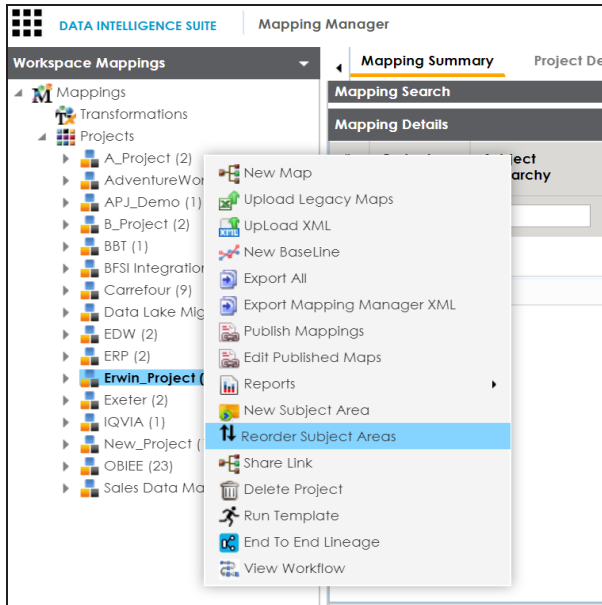 DATA INTELLIGENCE SUITE Mapping Manager
Workspace Mappings
Mapping Summary
Project De
Mappings
Transformations
Projects
A_Project (2)
AdventureWor
APJ_Demo (1)
B_Project (2)
BBT (1)
BFSI Integration
Carrefour (9)
Data Lake Mig
EDW (2)
ERP (2)
Erwin_Project (
Exeter (2)
IQVIA (1)
New_Project (
OBIEE (23)
Sales Data Ma
Mapping Search
Mapping Details
New Map
Upload Legacy Maps
UpLoad XML
New BaseLine
Export All
Export Mapping Manager XML
Publish Mappings
Edit Published Maps
Reports
New Subject Area
Reorder Subject Areas
Share Link
Delete Project
Run Template
End To End Lineage
View Workflow